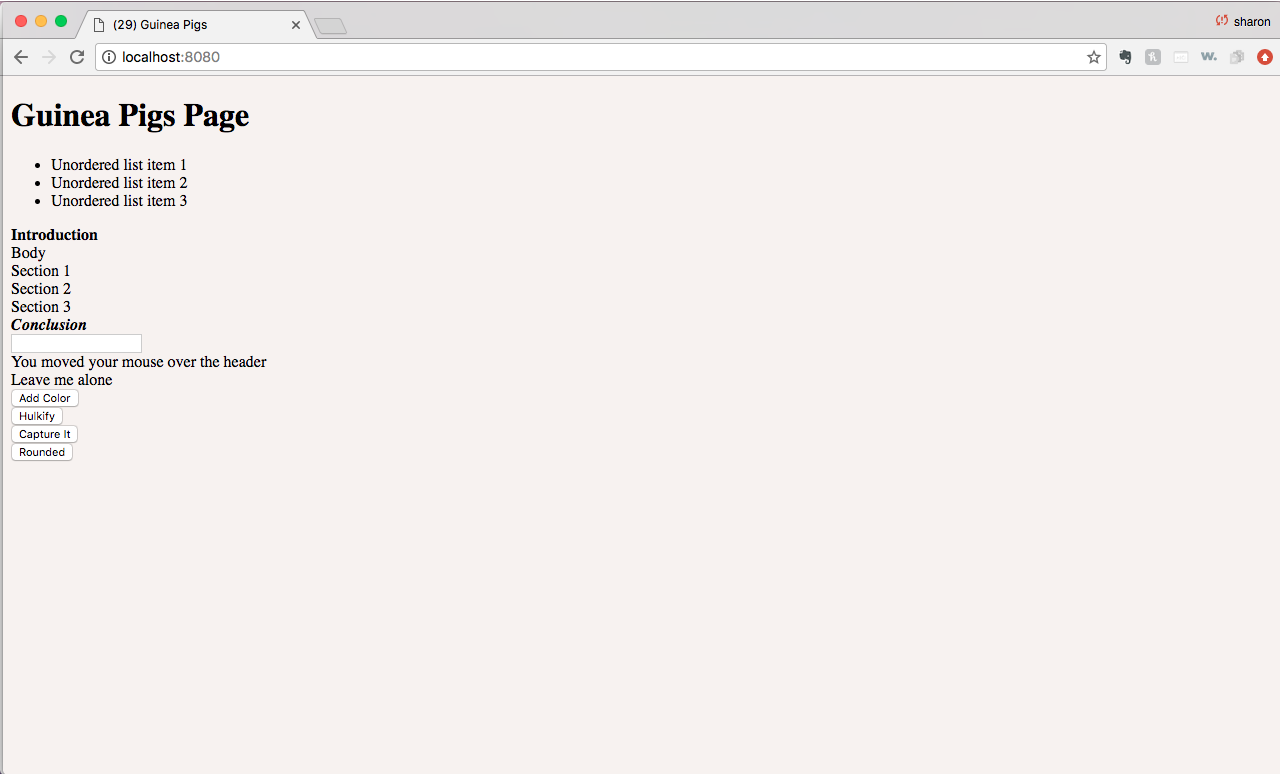 (29) Guinea Pigs
sharon
localhost:8080
w.
Guinea Pigs Page
• Unordered list item 1
• Unordered list item 2
• Unordered list item 3
Introduction
Body
Section 1
Section 2
Section 3
Conclusion
You moved your mouse over the header
Leave me alone
Add Color
Hulkify
Capture It
Rounded